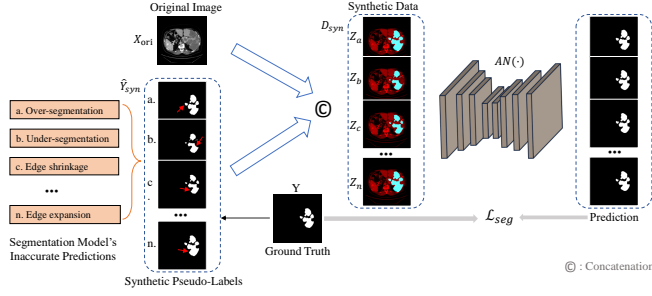 Original Image
X_ori
Ŷ_syn
a. Over-segmentation
b. Under-segmentation
c. Edge shrinkage
•••
n. Edge expansion
Segmentation Model's
Inaccurate Predictions
a.
b.
c
.
•••
n.
Synthetic Pseudo-Labels
©
Y
Ground Truth
Synthetic Data
D_syn
Z_a
Z_b
Z_c
•••
Z_n
AN(·)
ℒ_seg
•••
Prediction
© : Concatenation